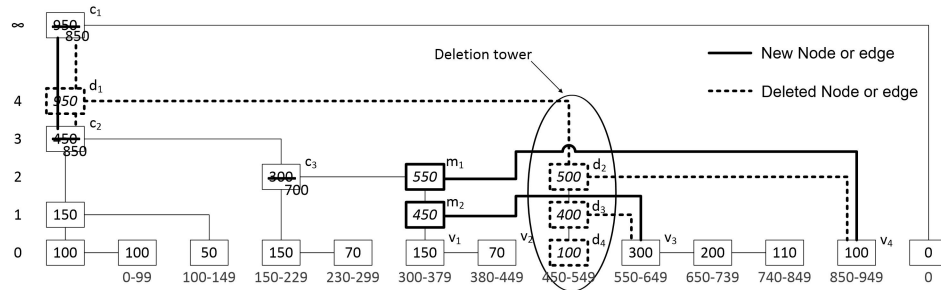 ∞ 950 c1
850
Deletion tower
New Node or edge
Deleted Node or edge
4 950 d1
3 450 c2
850
2 300 c3 550 m1 500 d2
700
1 150 450 m2 400 d3
0 100 100 50 150 70 150 v1 70 v2 100 d4 300 v3 200 110 100 v4 0
0-99 100-149 150-229 230-299 300-379 380-449 450-549 550-649 650-739 740-849 850-949 0